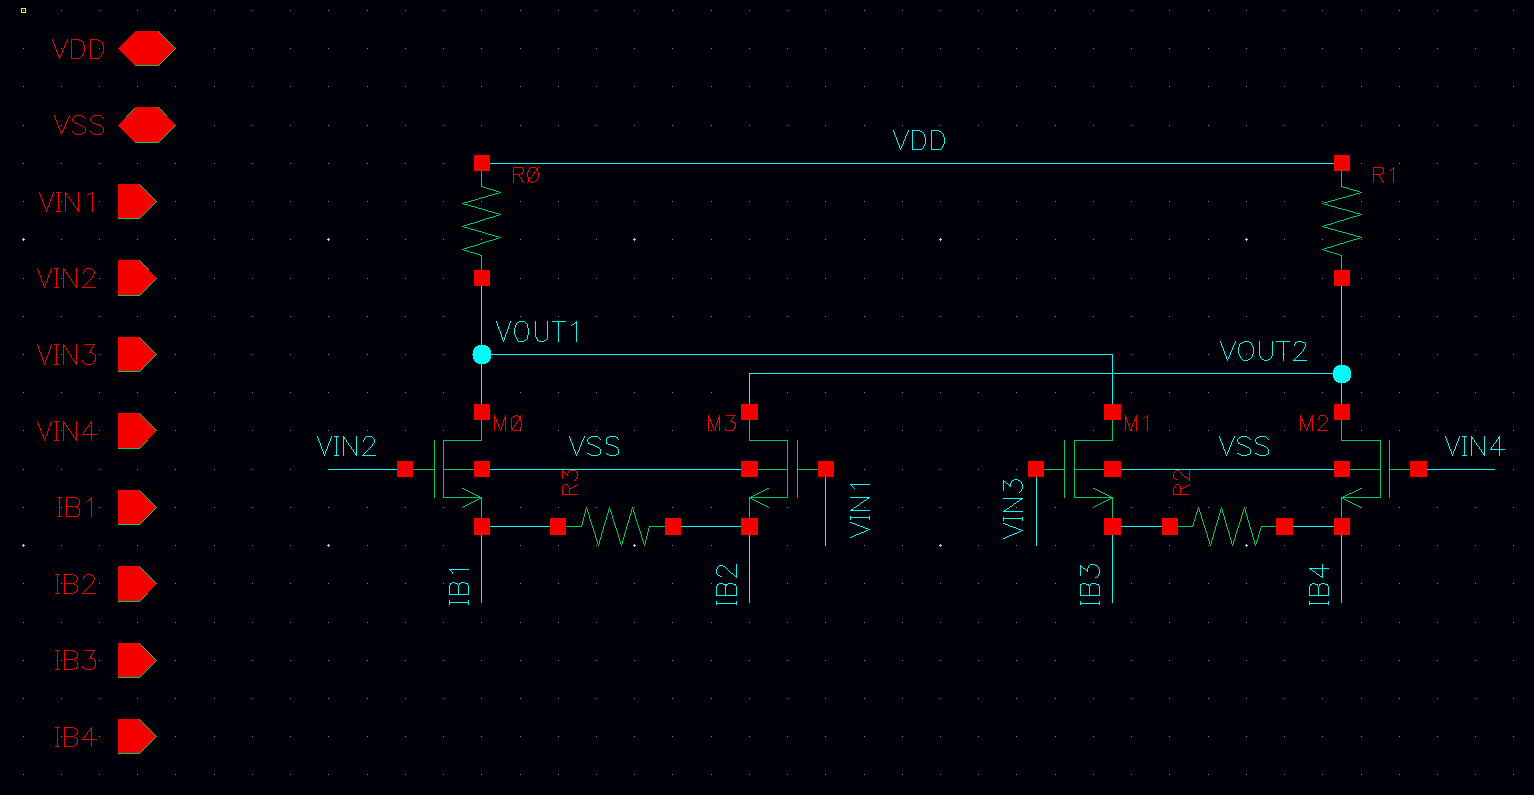 VDD
VSS
VIN1
VIN2
VIN3
VIN4
IB1
IB2
IB3
IB4
VDD
RØ
R1
VOUT1
VOUT2
MØ
M3
M1
M2
VIN2
VSS
VSS
VIN4
R3
R2
VIN1
VIN3
IB1
IB2
IB3
IB4